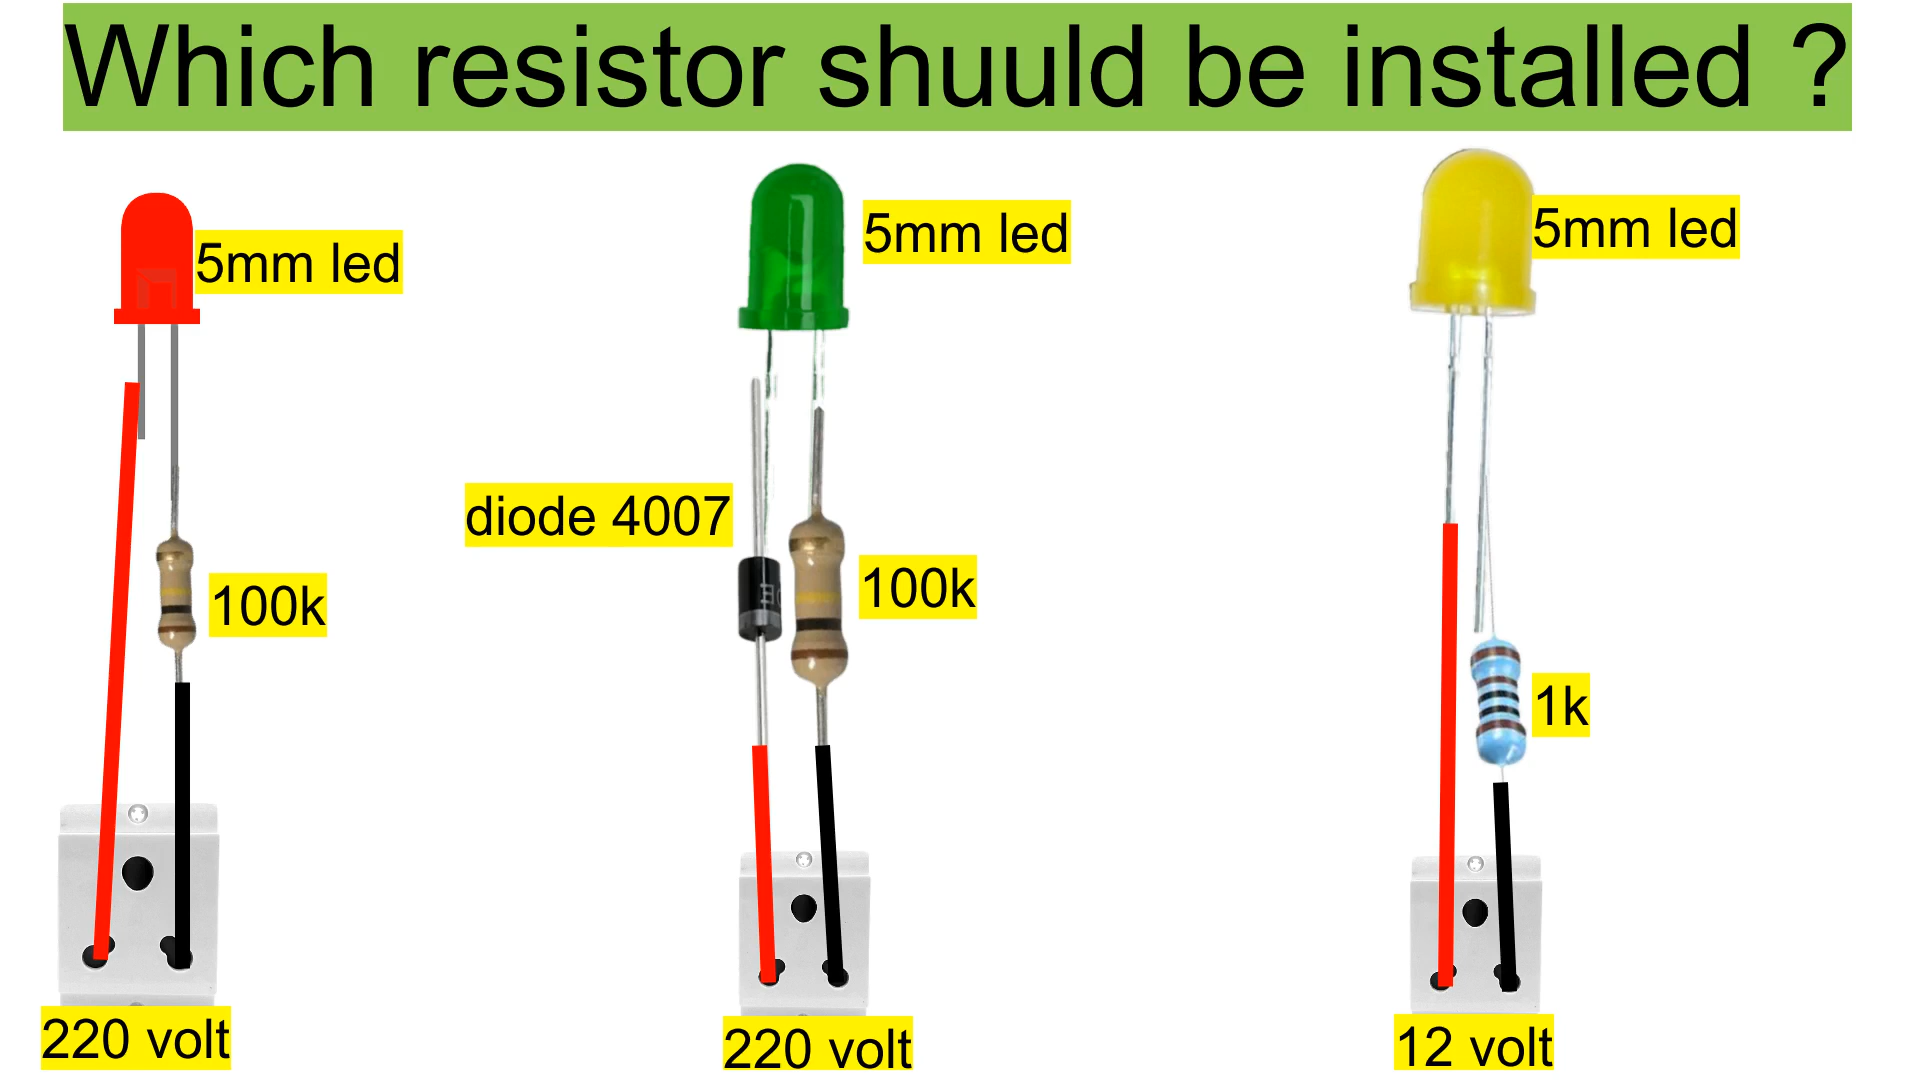 Which resistor shuuld be installed ?
5mm led
5mm led
5mm led
diode 4007
100k
100k
1k
220 volt
220 volt
12 volt